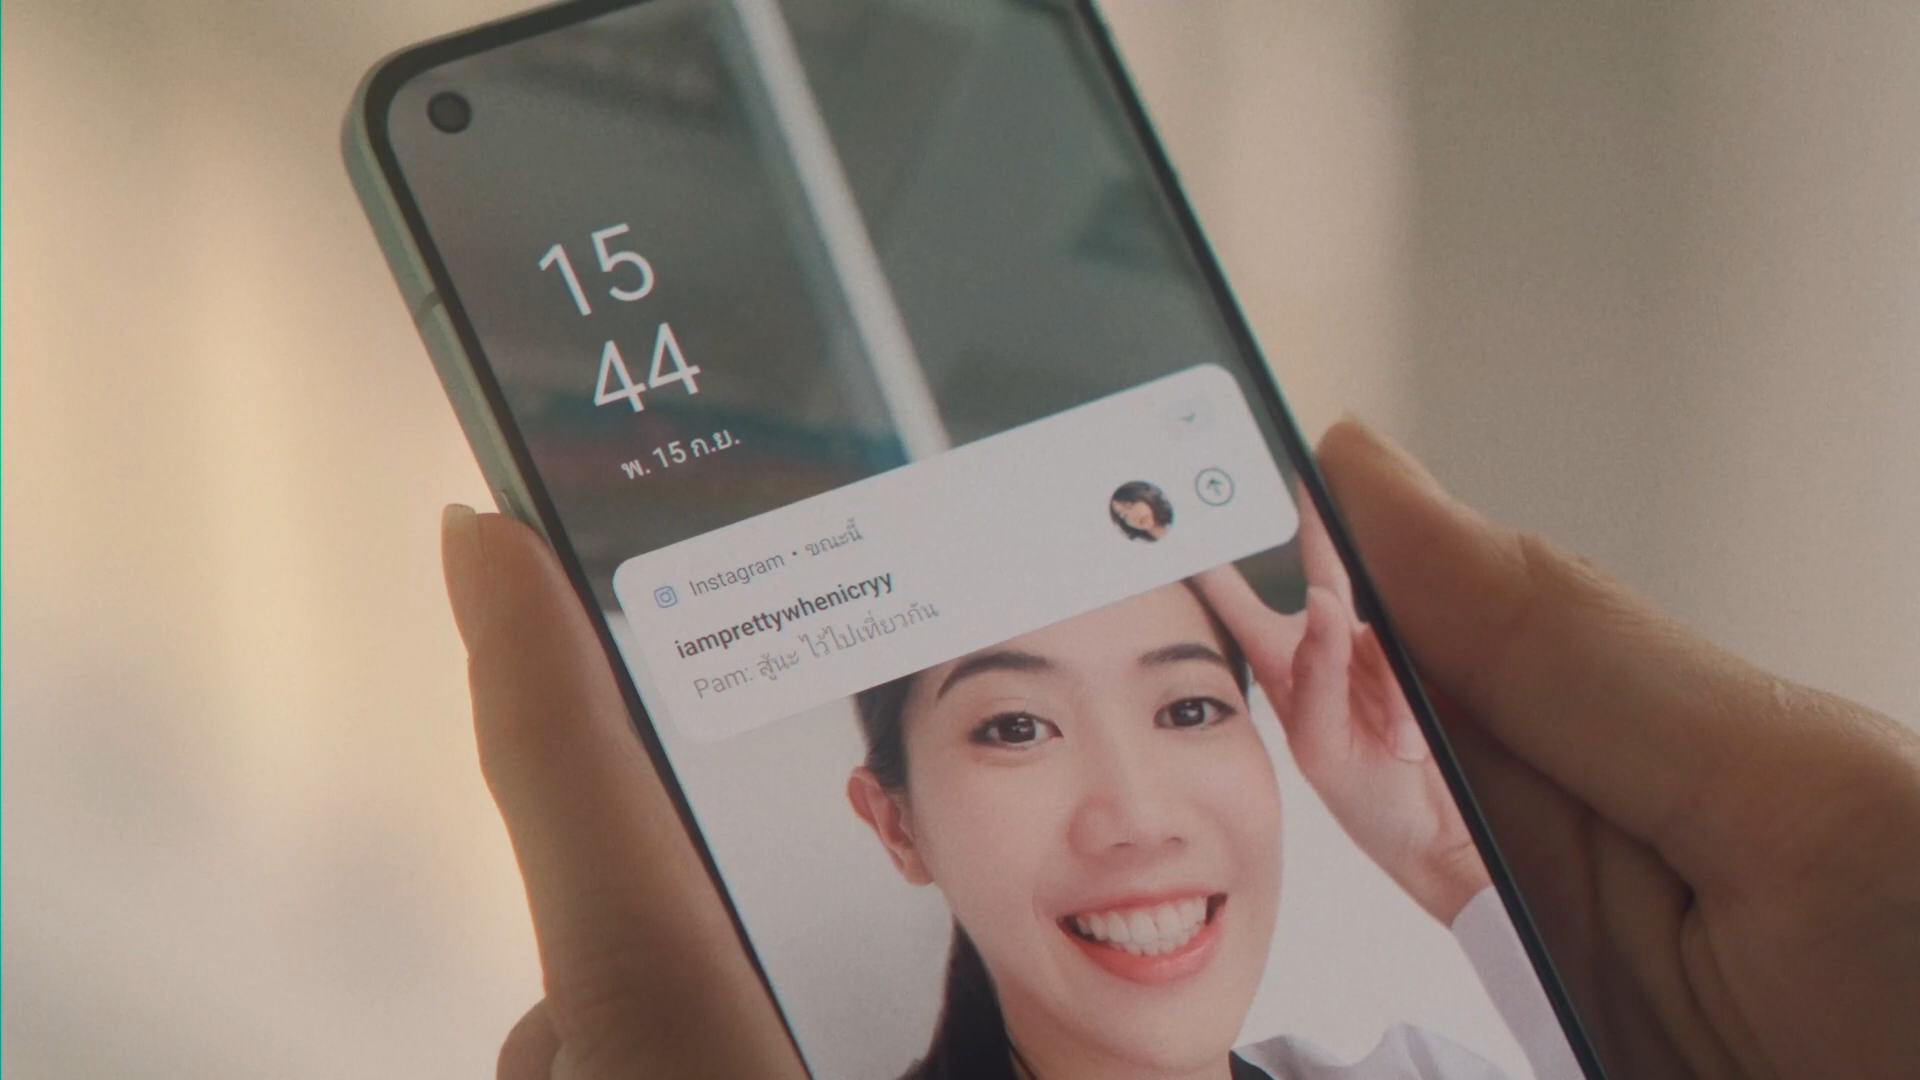 15
44
พ. 15 ก.ย.
Instagram • ขณะนี้
iamprettywhenicryy
Pam: สู้นะ ไว้ไปเที่ยวกัน